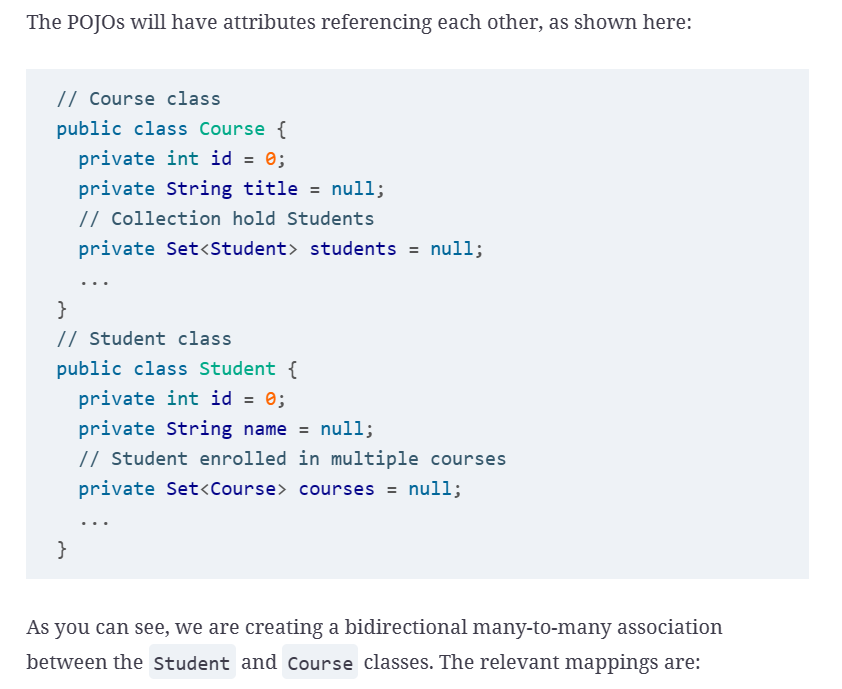 The POJOs will have attributes referencing each other, as shown here:
// Course class
public class Course {
private int id = 0;
private String title = null;
// Collection hold Students
private Set<Student> students = null;
...
}
// Student class
public class Student {
private int id = 0;
private String name = null;
// Student enrolled in multiple courses
private Set<Course> courses = null;
...
}
As you can see, we are creating a bidirectional many-to-many association
between the Student and Course classes. The relevant mappings are: